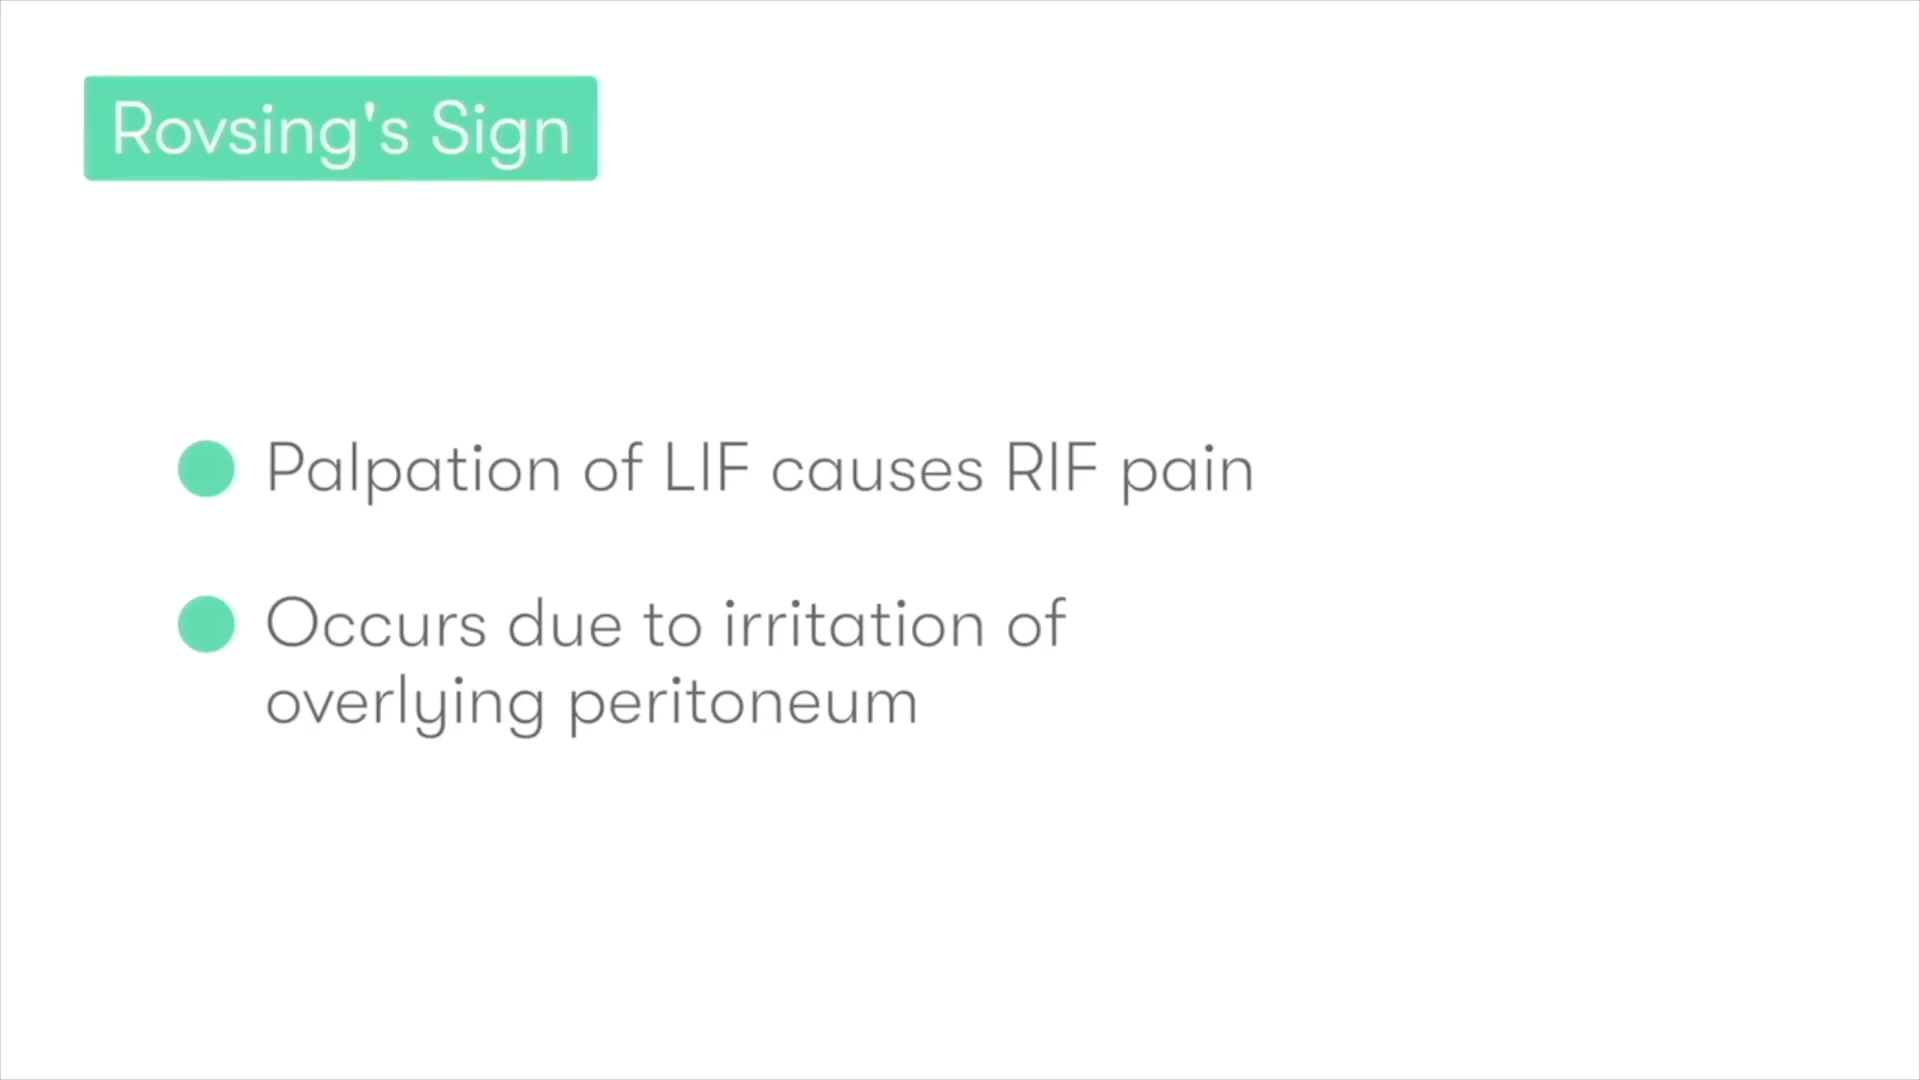 Rovsing's Sign
Palpation of LIF causes RIF pain
Occurs due to irritation of
overlying peritoneum